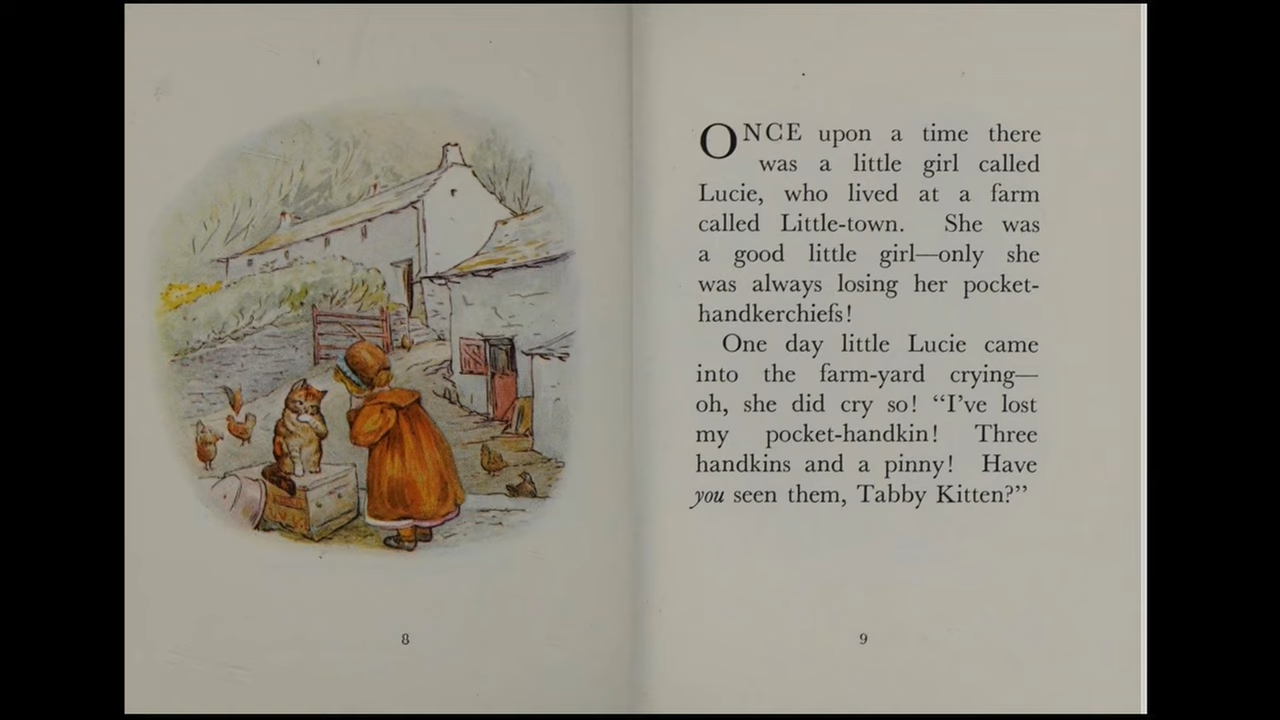 ONCE upon a time there
was a little girl called
Lucie, who lived at a farm
called Little-town. She was
a good little girl—only she
was always losing her pocket-
handkerchiefs!
One day little Lucie came
into the farm-yard crying—
oh, she did cry so! “I’ve lost
my pocket-handkin! Three
handkins and a pinny! Have
you seen them, Tabby Kitten?”
8
9